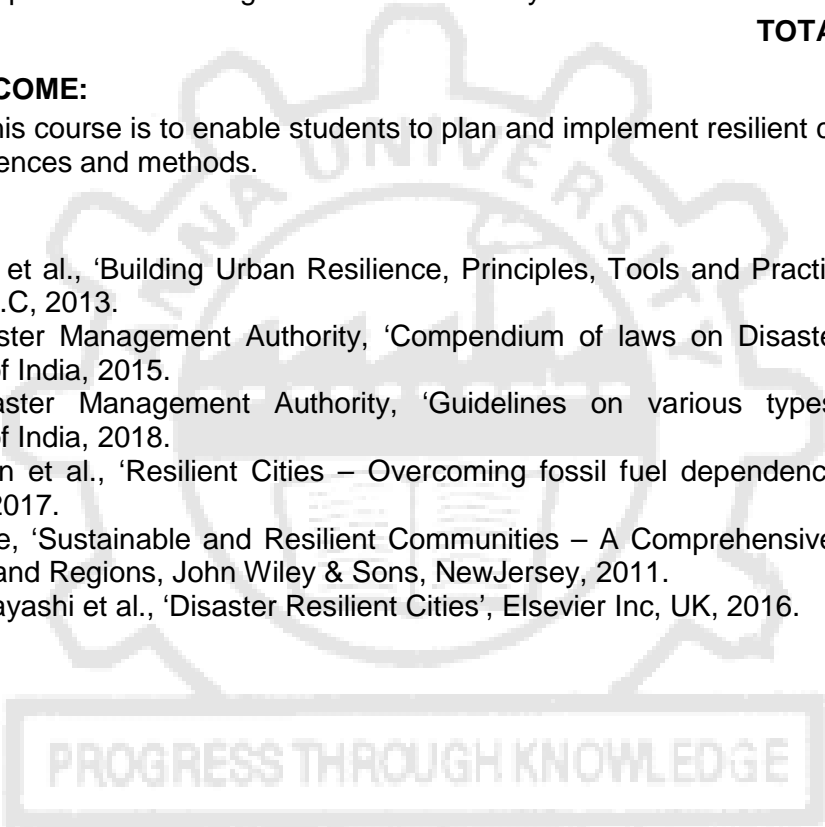 TOTA
COME:
his course is to enable students to plan and implement resilient c
ences and methods.
et al., ‘Building Urban Resilience, Principles, Tools and Practi
.C, 2013.
ster Management Authority, ‘Compendium of laws on Disaste
of India, 2015.
aster Management Authority, ‘Guidelines on various types
of India, 2018.
n et al., ‘Resilient Cities – Overcoming fossil fuel dependenc
2017.
e, ‘Sustainable and Resilient Communities – A Comprehensive
and Regions, John Wiley & Sons, NewJersey, 2011.
ayashi et al., ‘Disaster Resilient Cities’, Elsevier Inc, UK, 2016.
ANNA UNIVERSITY
PROGRESS THROUGH KNOWLEDGE